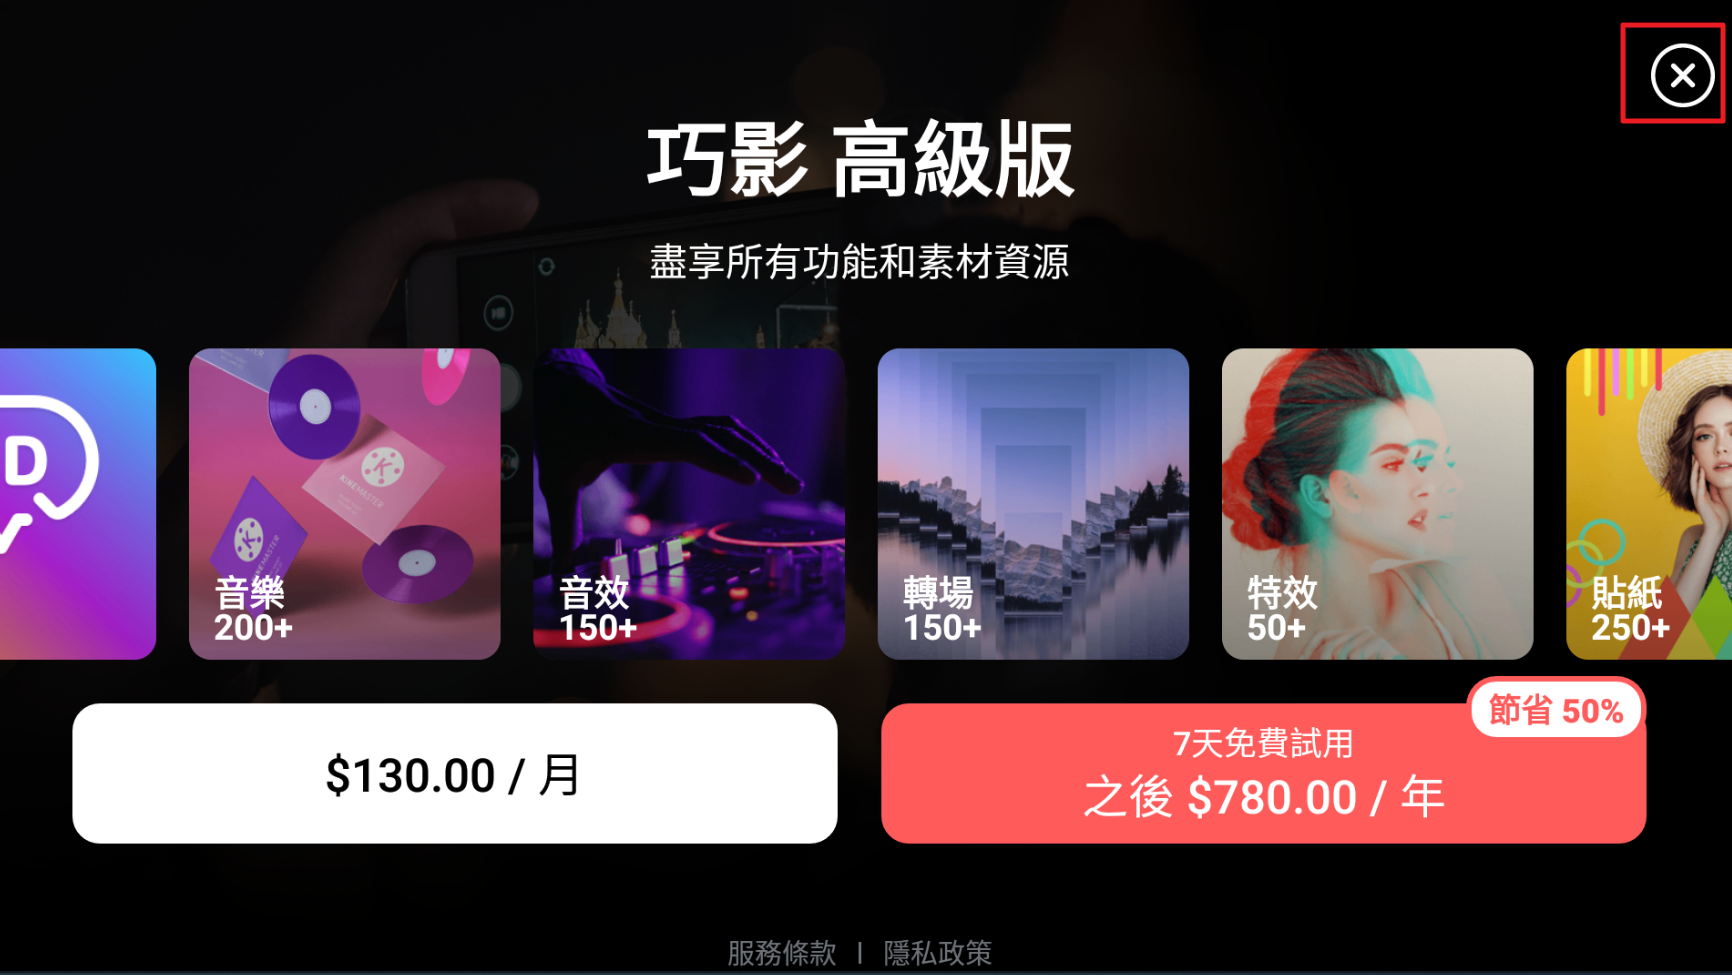 巧影 高級版
盡享所有功能和素材資源
D
KINEMASTER
KINEMASTER
音樂
200+
音效
150+
轉場
150+
特效
50+
貼紙
250+
$130.00 / 月
節省 50%
7天免費試用
之後 $780.00 / 年
服務條款 | 隱私政策